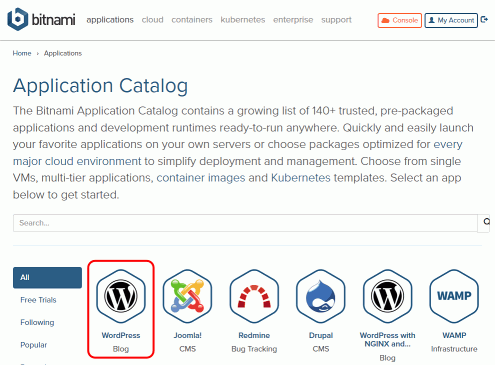 bitnami applications cloud containers kubernetes enterprise support Console My Account
Home › Applications
Application Catalog
The Bitnami Application Catalog contains a growing list of 140+ trusted, pre-packaged
applications and development runtimes ready-to-run anywhere. Quickly and easily launch
your favorite applications on your own servers or choose packages optimized for every
major cloud environment to simplify deployment and management. Choose from single
VMs, multi-tier applications, container images and Kubernetes templates. Select an app
below to get started.
Search...
All
Free Trials
Following
Popular
WAMP
WordPress Joomla! Redmine Drupal WordPress with WAMP
NGINX and...
Blog CMS Bug Tracking CMS Blog Infrastructure